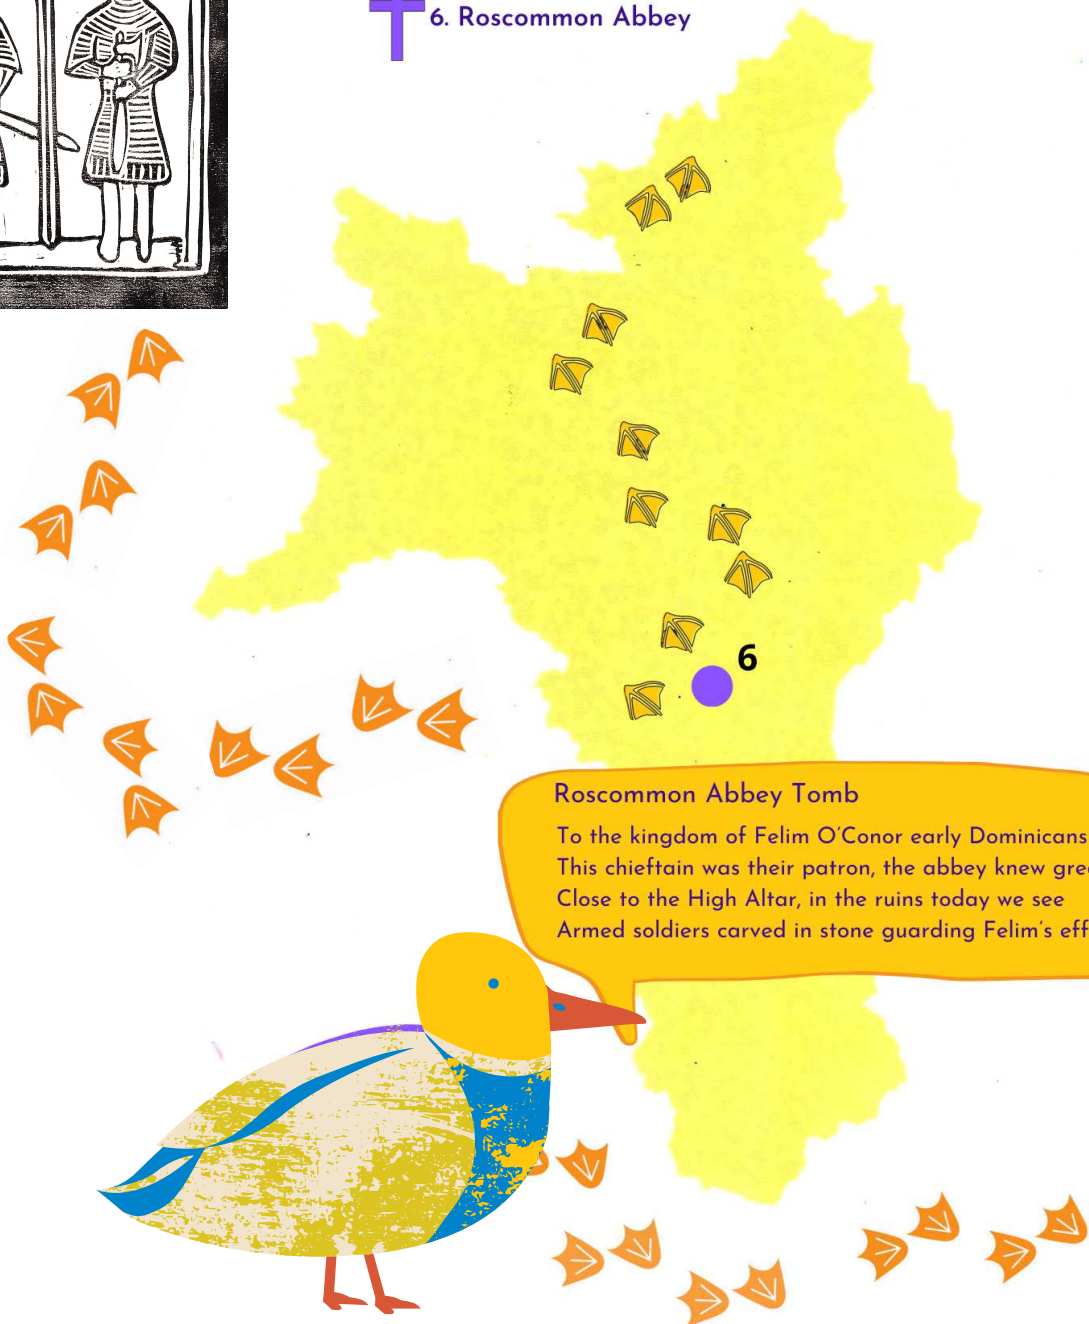 6. Roscommon Abbey
6
Roscommon Abbey Tomb
To the kingdom of Felim O'Conor early Dominicans
This chieftain was their patron, the abbey knew
Close to the High Altar, in the ruins today we see
Armed soldiers carved in stone guarding Felim's